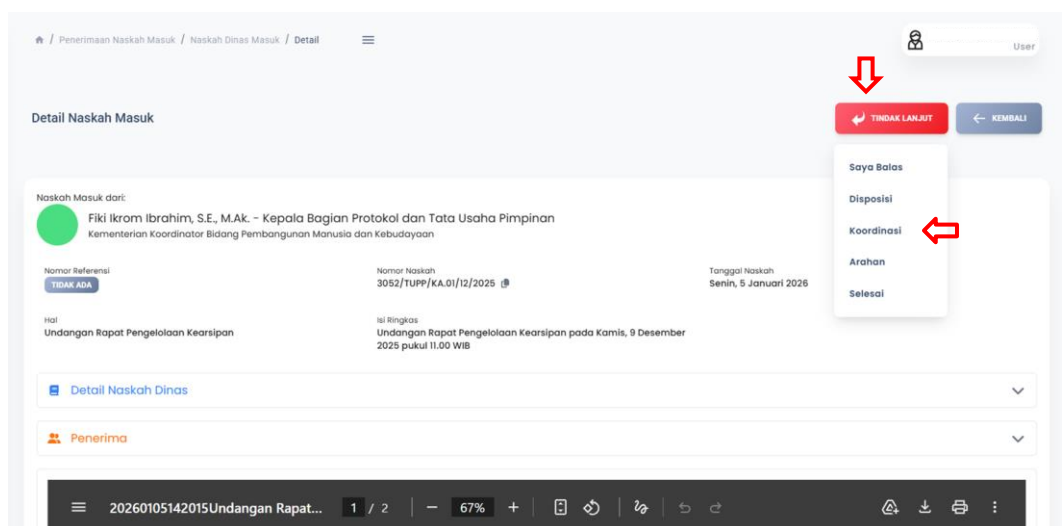 / Penerimaan Naskah Masuk / Naskah Dinas Masuk / Detail
User
Detail Naskah Masuk
TINDAK LANJUT
KEMBALI
Saya Balas
Disposisi
Koordinasi
Arahan
Selesai
Naskah Masuk dari:
Fiki Ikrom Ibrahim, S.E., M.Ak. - Kepala Bagian Protokol dan Tata Usaha Pimpinan
Kementerian Koordinator Bidang Pembangunan Manusia dan Kebudayaan
Nomor Referensi
TIDAK ADA
Nomor Naskah
3052/TUPP/KA.01/12/2025
Tanggal Naskah
Senin, 5 Januari 2026
Hal
Undangan Rapat Pengelolaan Kearsipan
Isi Ringkas
Undangan Rapat Pengelolaan Kearsipan pada Kamis, 9 Desember
2025 pukul 11.00 WIB
Detail Naskah Dinas
Penerima
20260105142015Undangan Rapat... 1 / 2 67%